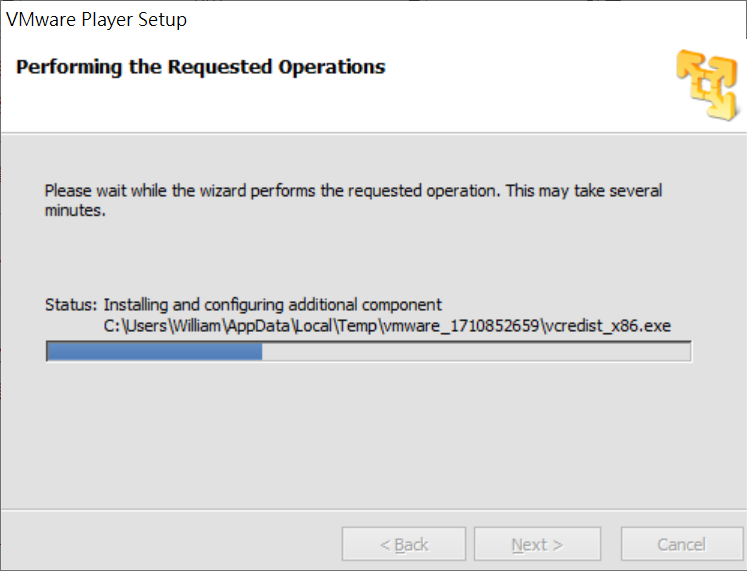 VMware Player Setup
Performing the Requested Operations
Please wait while the wizard performs the requested operation. This may take several
minutes.
Status: Installing and configuring additional component
C:\Users\William\AppData\Local\Temp\vmware_1710852659\vcredist_x86.exe
< Back Next > Cancel